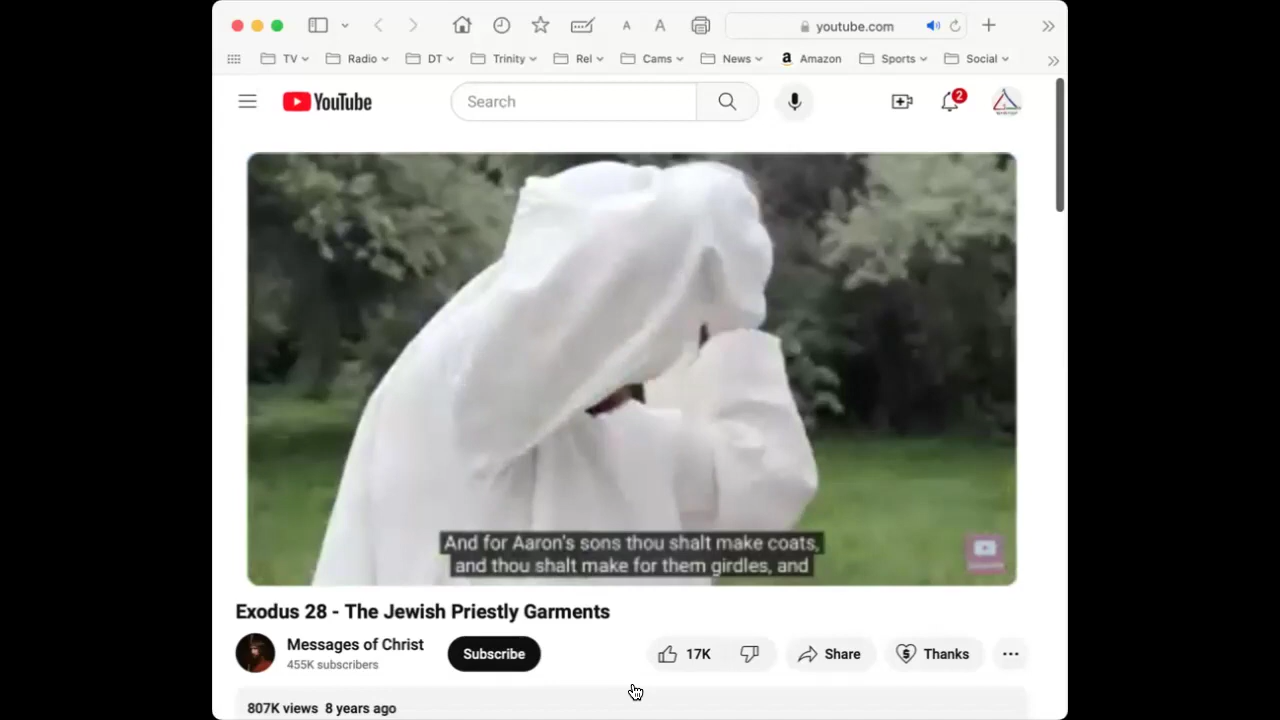 youtube.com
TV
Radio
DT
Trinity
Rel
Cams
News
Amazon
Sports
Social
YouTube
Search
2
And for Aaron's sons thou shalt make coats,
and thou shalt make for them girdles, and
Exodus 28 - The Jewish Priestly Garments
Messages of Christ
455K subscribers
Subscribe
17K
Share
Thanks
807K views 8 years ago